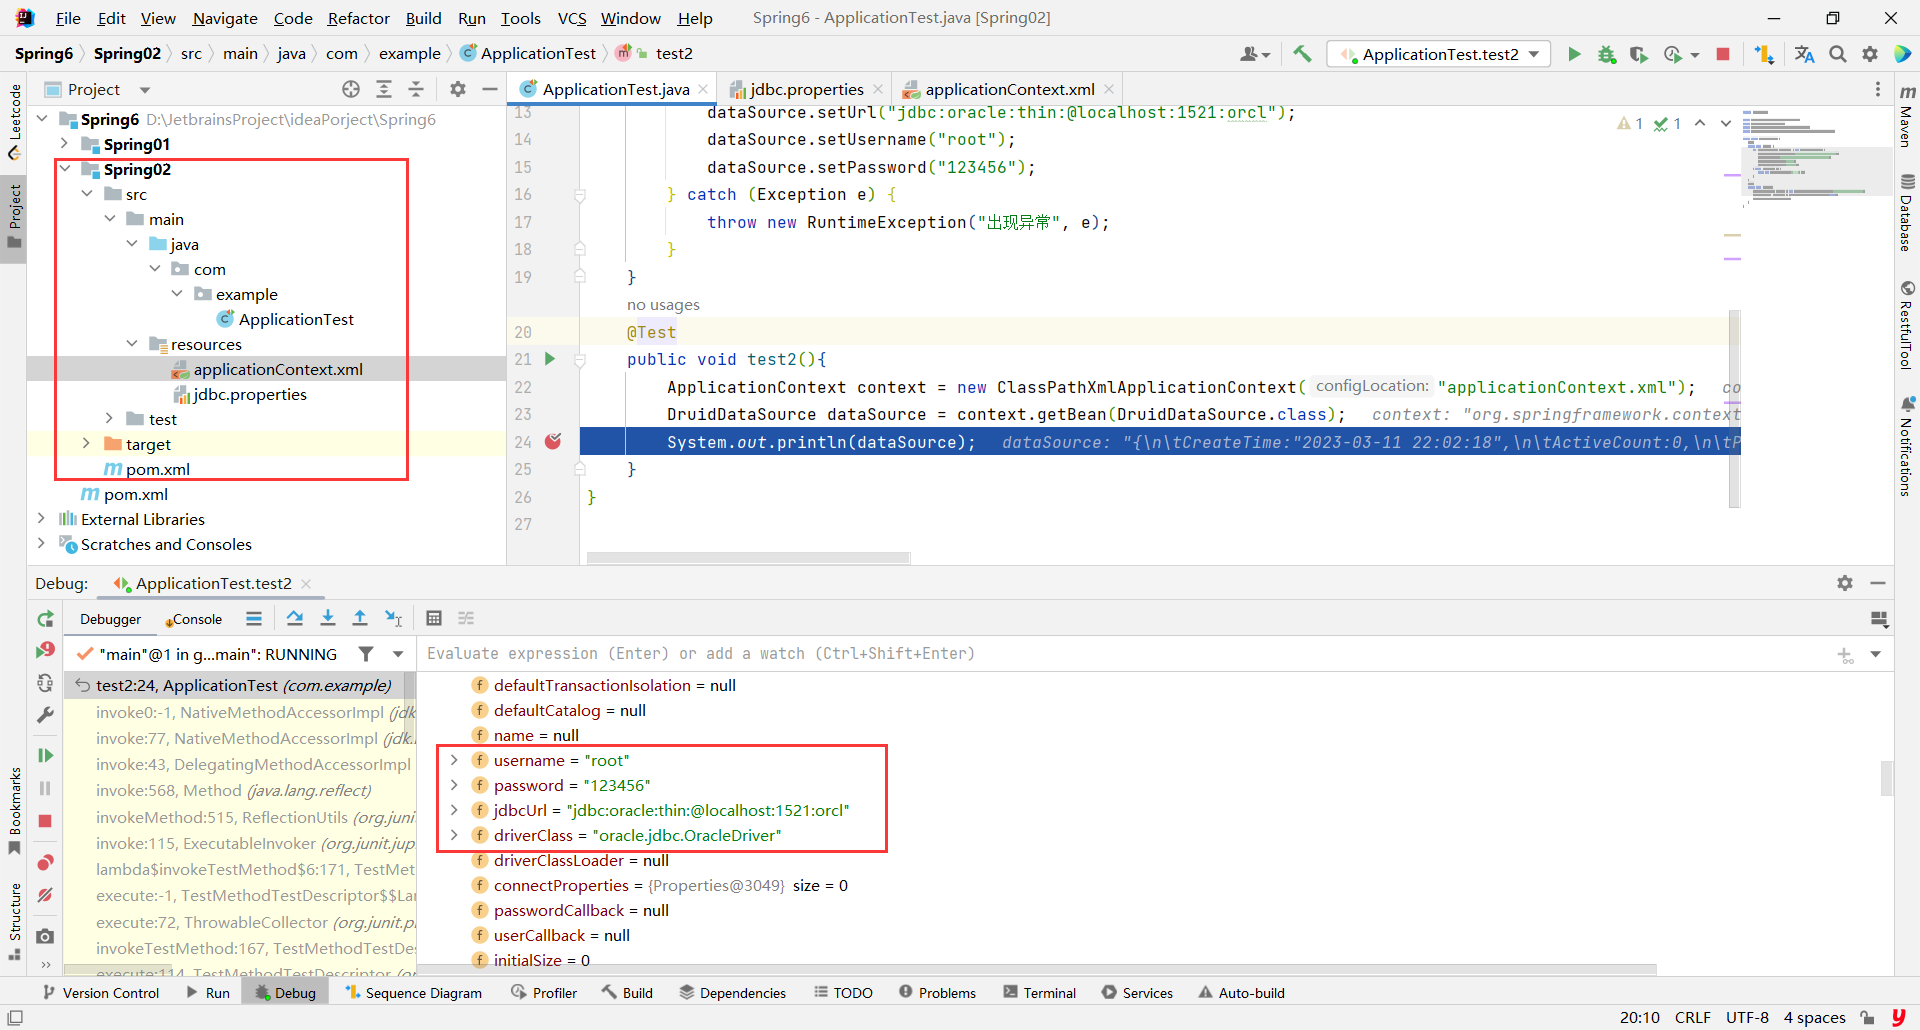 File Edit View Navigate Code Refactor Build Run Tools VCS Window Help Spring6 - ApplicationTest.java [Spring02]
Spring6 Spring02 src main java com example ApplicationTest test2 ApplicationTest.test2
Project
ApplicationTest.java jdbc.properties applicationContext.xml
Leetcode
Project
Bookmarks
Structure
Spring6 D:\JetbrainsProject\ideaPorject\Spring6
Spring01
Spring02
src
main
java
com
example
ApplicationTest
resources
applicationContext.xml
jdbc.properties
test
target
pom.xml
pom.xml
External Libraries
Scratches and Consoles
13 dataSource.setUrl("jdbc:oracle:thin:@localhost:1521:orcl");
14 dataSource.setUsername("root");
15 dataSource.setPassword("123456");
16 } catch (Exception e) {
17 throw new RuntimeException("出现异常", e);
18 }
19 }
no usages
20 @Test
21 public void test2(){
22 ApplicationContext context = new ClassPathXmlApplicationContext( configLocation: "applicationContext.xml"); co
23 DruidDataSource dataSource = context.getBean(DruidDataSource.class); context: "org.springframework.context
24 System.out.println(dataSource); dataSource: "{\n\tCreateTime:"2023-03-11 22:02:18",\n\tActiveCount:0,\n\tP
25 }
26 }
27
1 1
Maven
Database
RestfulTool
Notifications
Debug: ApplicationTest.test2
Debugger Console
"main"@1 in g...main": RUNNING
Evaluate expression (Enter) or add a watch (Ctrl+Shift+Enter)
test2:24, ApplicationTest (com.example)
invoke0:-1, NativeMethodAccessorImpl (jdk.
invoke:77, NativeMethodAccessorImpl (jdk.
invoke:43, DelegatingMethodAccessorImpl
invoke:568, Method (java.lang.reflect)
invokeMethod:515, ReflectionUtils (org.junit
invoke:115, ExecutableInvoker (org.junit.jup
lambda$invokeTestMethod$6:171, TestMet
execute:-1, TestMethodTestDescriptor$$Lar
execute:72, ThrowableCollector (org.junit.p
invokeTestMethod:167, TestMethodTestDes
execute:114, TestMethodTestDescriptor (or
defaultTransactionIsolation = null
defaultCatalog = null
name = null
username = "root"
password = "123456"
jdbcUrl = "jdbc:oracle:thin:@localhost:1521:orcl"
driverClass = "oracle.jdbc.OracleDriver"
driverClassLoader = null
connectProperties = {Properties@3049} size = 0
passwordCallback = null
userCallback = null
initialSize = 0
Version Control Run Debug Sequence Diagram Profiler Build Dependencies TODO Problems Terminal Services Auto-build
20:10 CRLF UTF-8 4 spaces